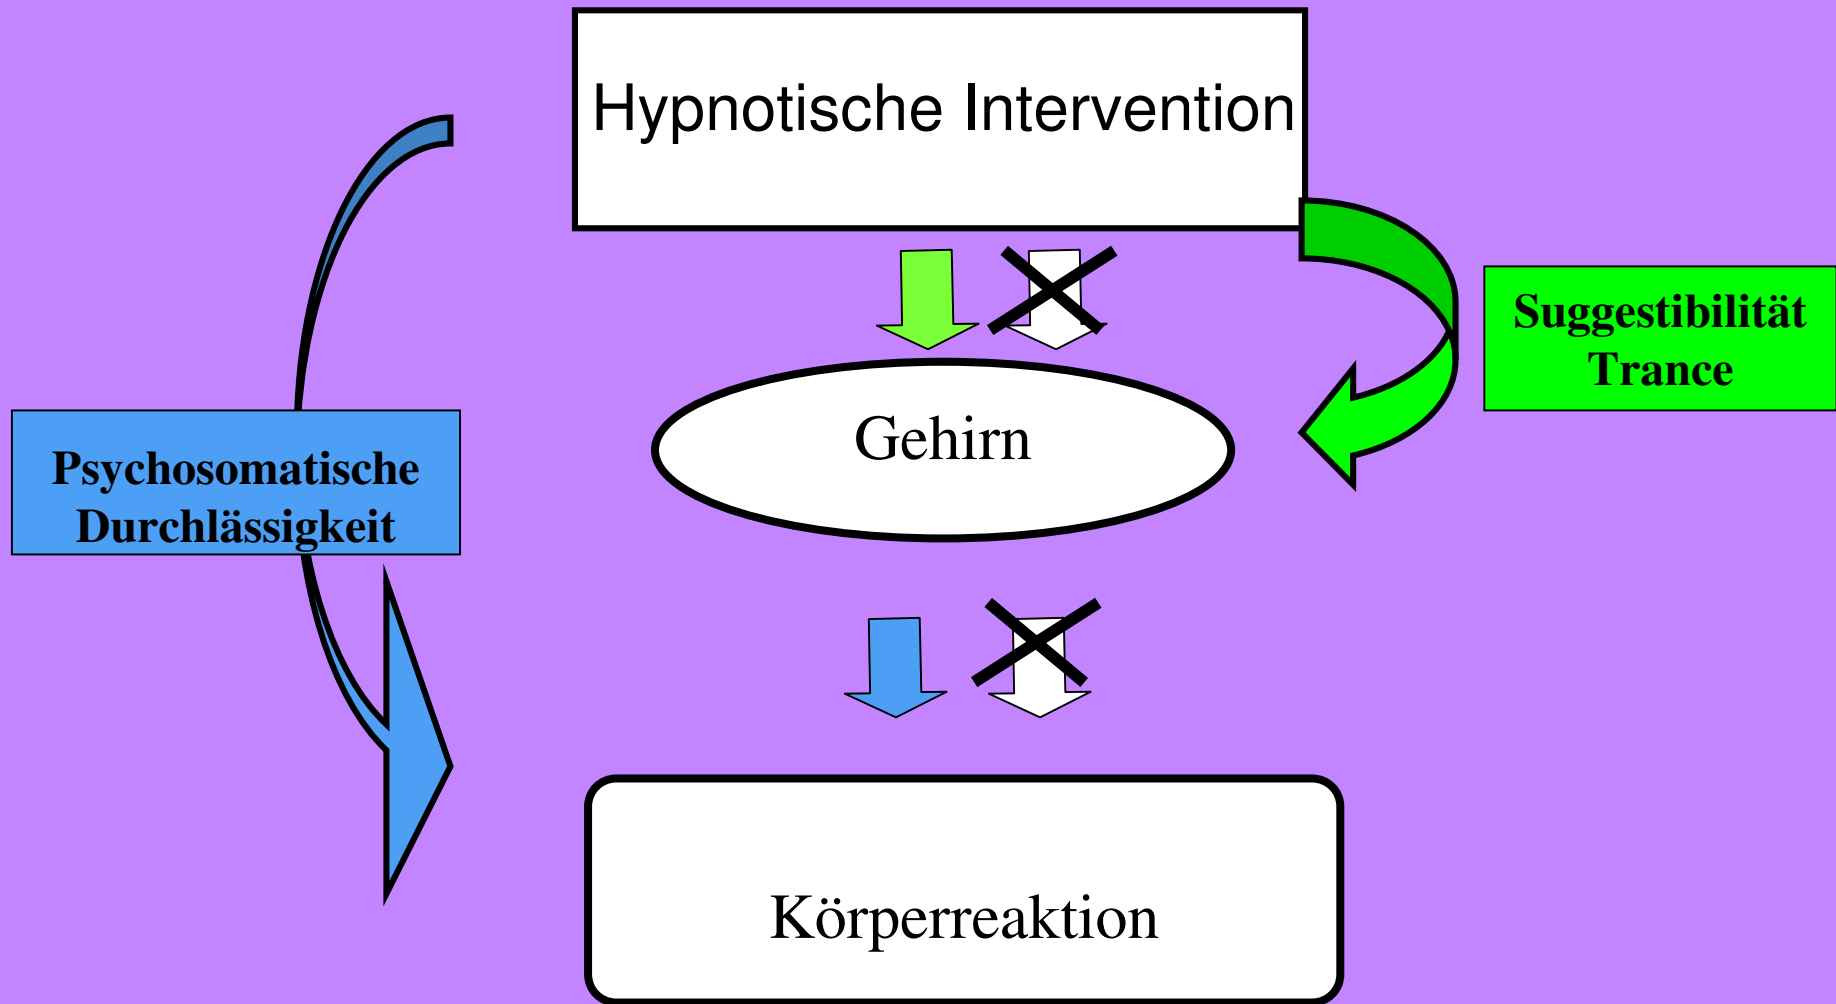 Hypnotische Intervention
Suggestibilität
Trance
Gehirn
Psychosomatische
Durchlässigkeit
Körperreaktion